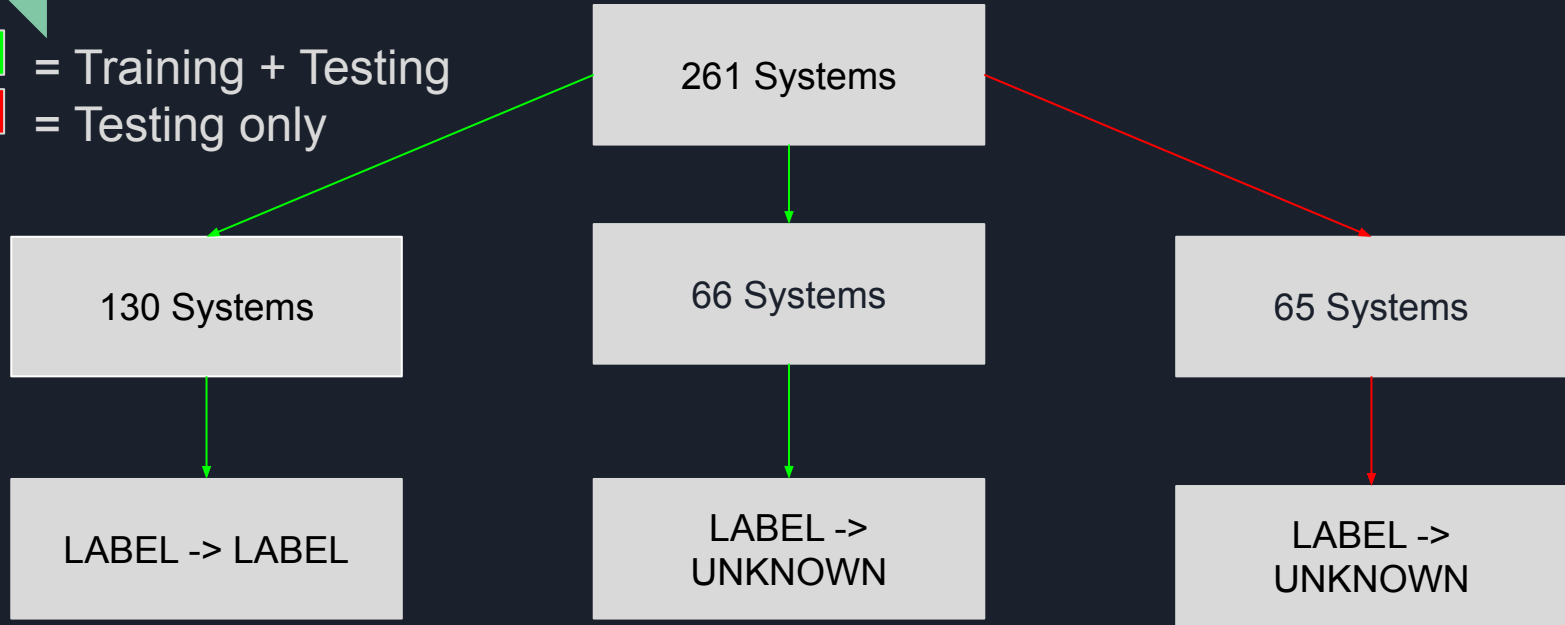 = Training + Testing
= Testing only
261 Systems
130 Systems
66 Systems
65 Systems
LABEL -> LABEL
LABEL ->
UNKNOWN
LABEL ->
UNKNOWN